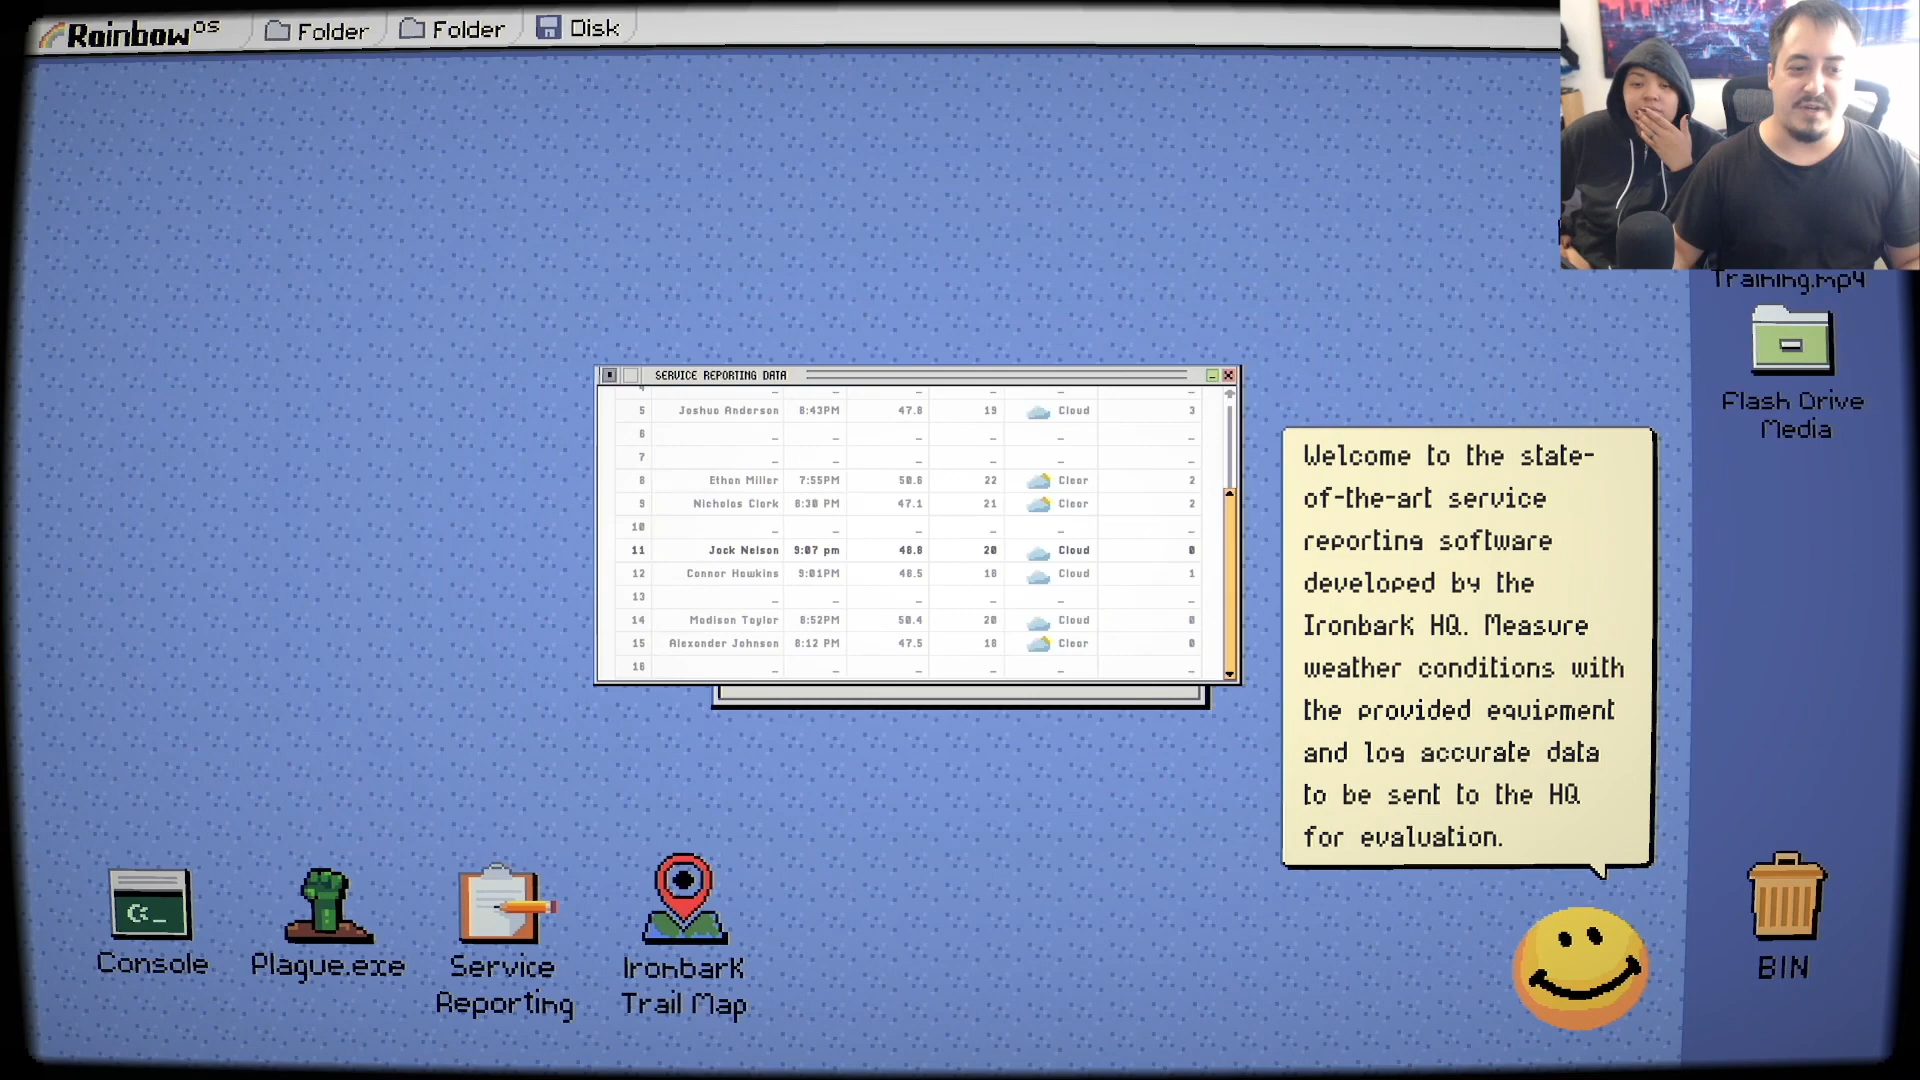 Rainbow OS Folder Folder Disk
Training.mp4
Flash Drive
Media
SERVICE REPORTING DATA
4 _ _ _ _ _ _
5 Joshua Anderson 8:43PM 47.8 19 Cloud 3
6 _ _ _ _ _ _
7 _ _ _ _ _ _
8 Ethan Miller 7:55PM 50.6 22 Clear 2
9 Nicholas Clark 8:30 PM 47.1 21 Clear 2
10 _ _ _ _ _ _
11 Jack Nelson 9:07 pm 48.8 20 Cloud 0
12 Connor Hawkins 9:01PM 48.5 18 Cloud 1
13 _ _ _ _ _ _
14 Madison Taylor 8:52PM 50.4 20 Cloud 0
15 Alexander Johnson 8:12 PM 47.5 18 Clear 0
16 _ _ _ _ _ _
Welcome to the state-
of-the-art service
reporting software
developed by the
Ironbark HQ. Measure
weather conditions with
the provided equipment
and log accurate data
to be sent to the HQ
for evaluation.
C:_
Console
Plague.exe
Service
Reporting
Ironbark
Trail Map
BIN